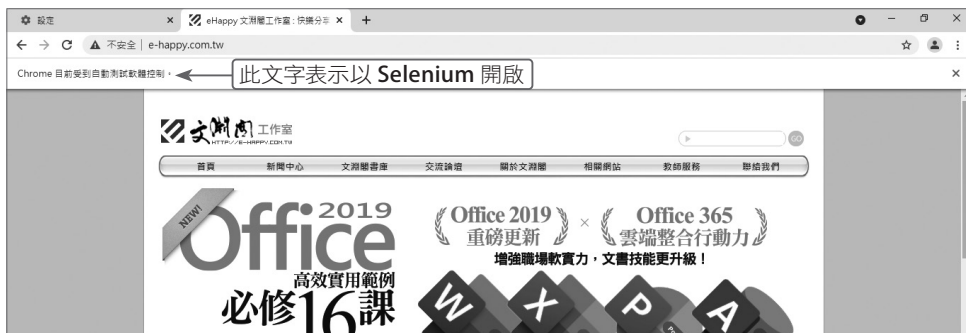 設定
eHappy 文淵閣工作室 : 快樂分享
不安全 | e-happy.com.tw
Chrome 目前受到自動測試軟體控制。
此文字表示以 Selenium 開啟
文淵閣 工作室
HTTP://E-HAPPY.COM.TW
GO
首頁 新聞中心 文淵閣書庫 交流論壇 關於文淵閣 相關網站 教師服務 聯絡我們
NEW!
Office 2019
高效實用範例
必修16課
Office 2019 重磅更新 × Office 365 雲端整合行動力
增強職場軟實力,文書技能更升級!
W X P A